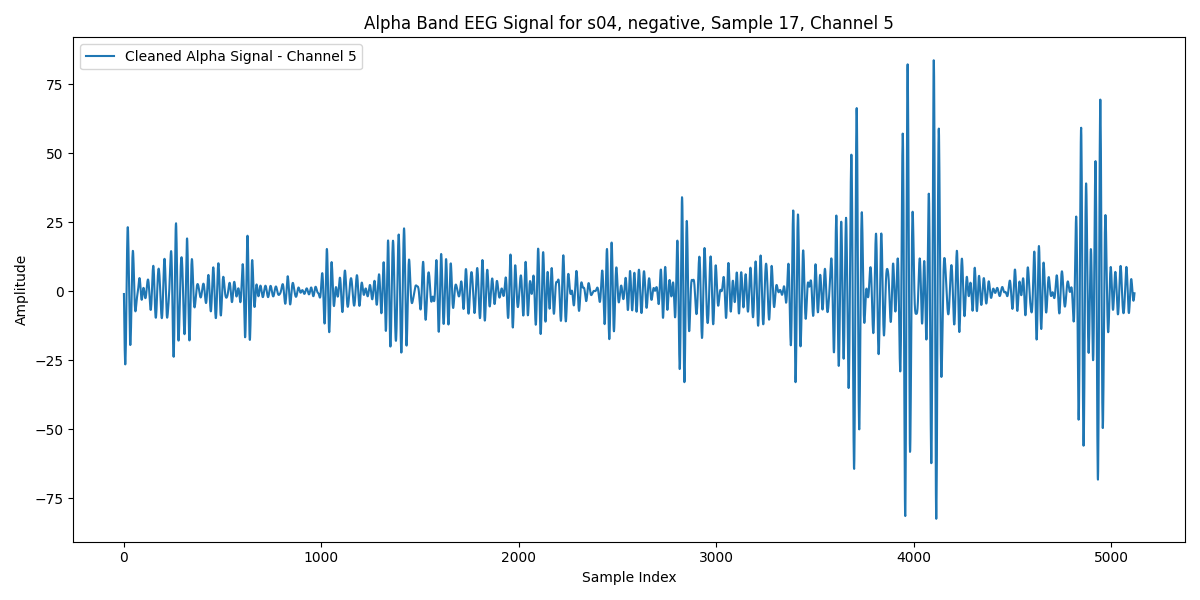 Alpha Band EEG Signal for s04, negative, Sample 17, Channel 5
Cleaned Alpha Signal - Channel 5
75
50
25
0
−25
−50
−75
Amplitude
0 1000 2000 3000 4000 5000
Sample Index